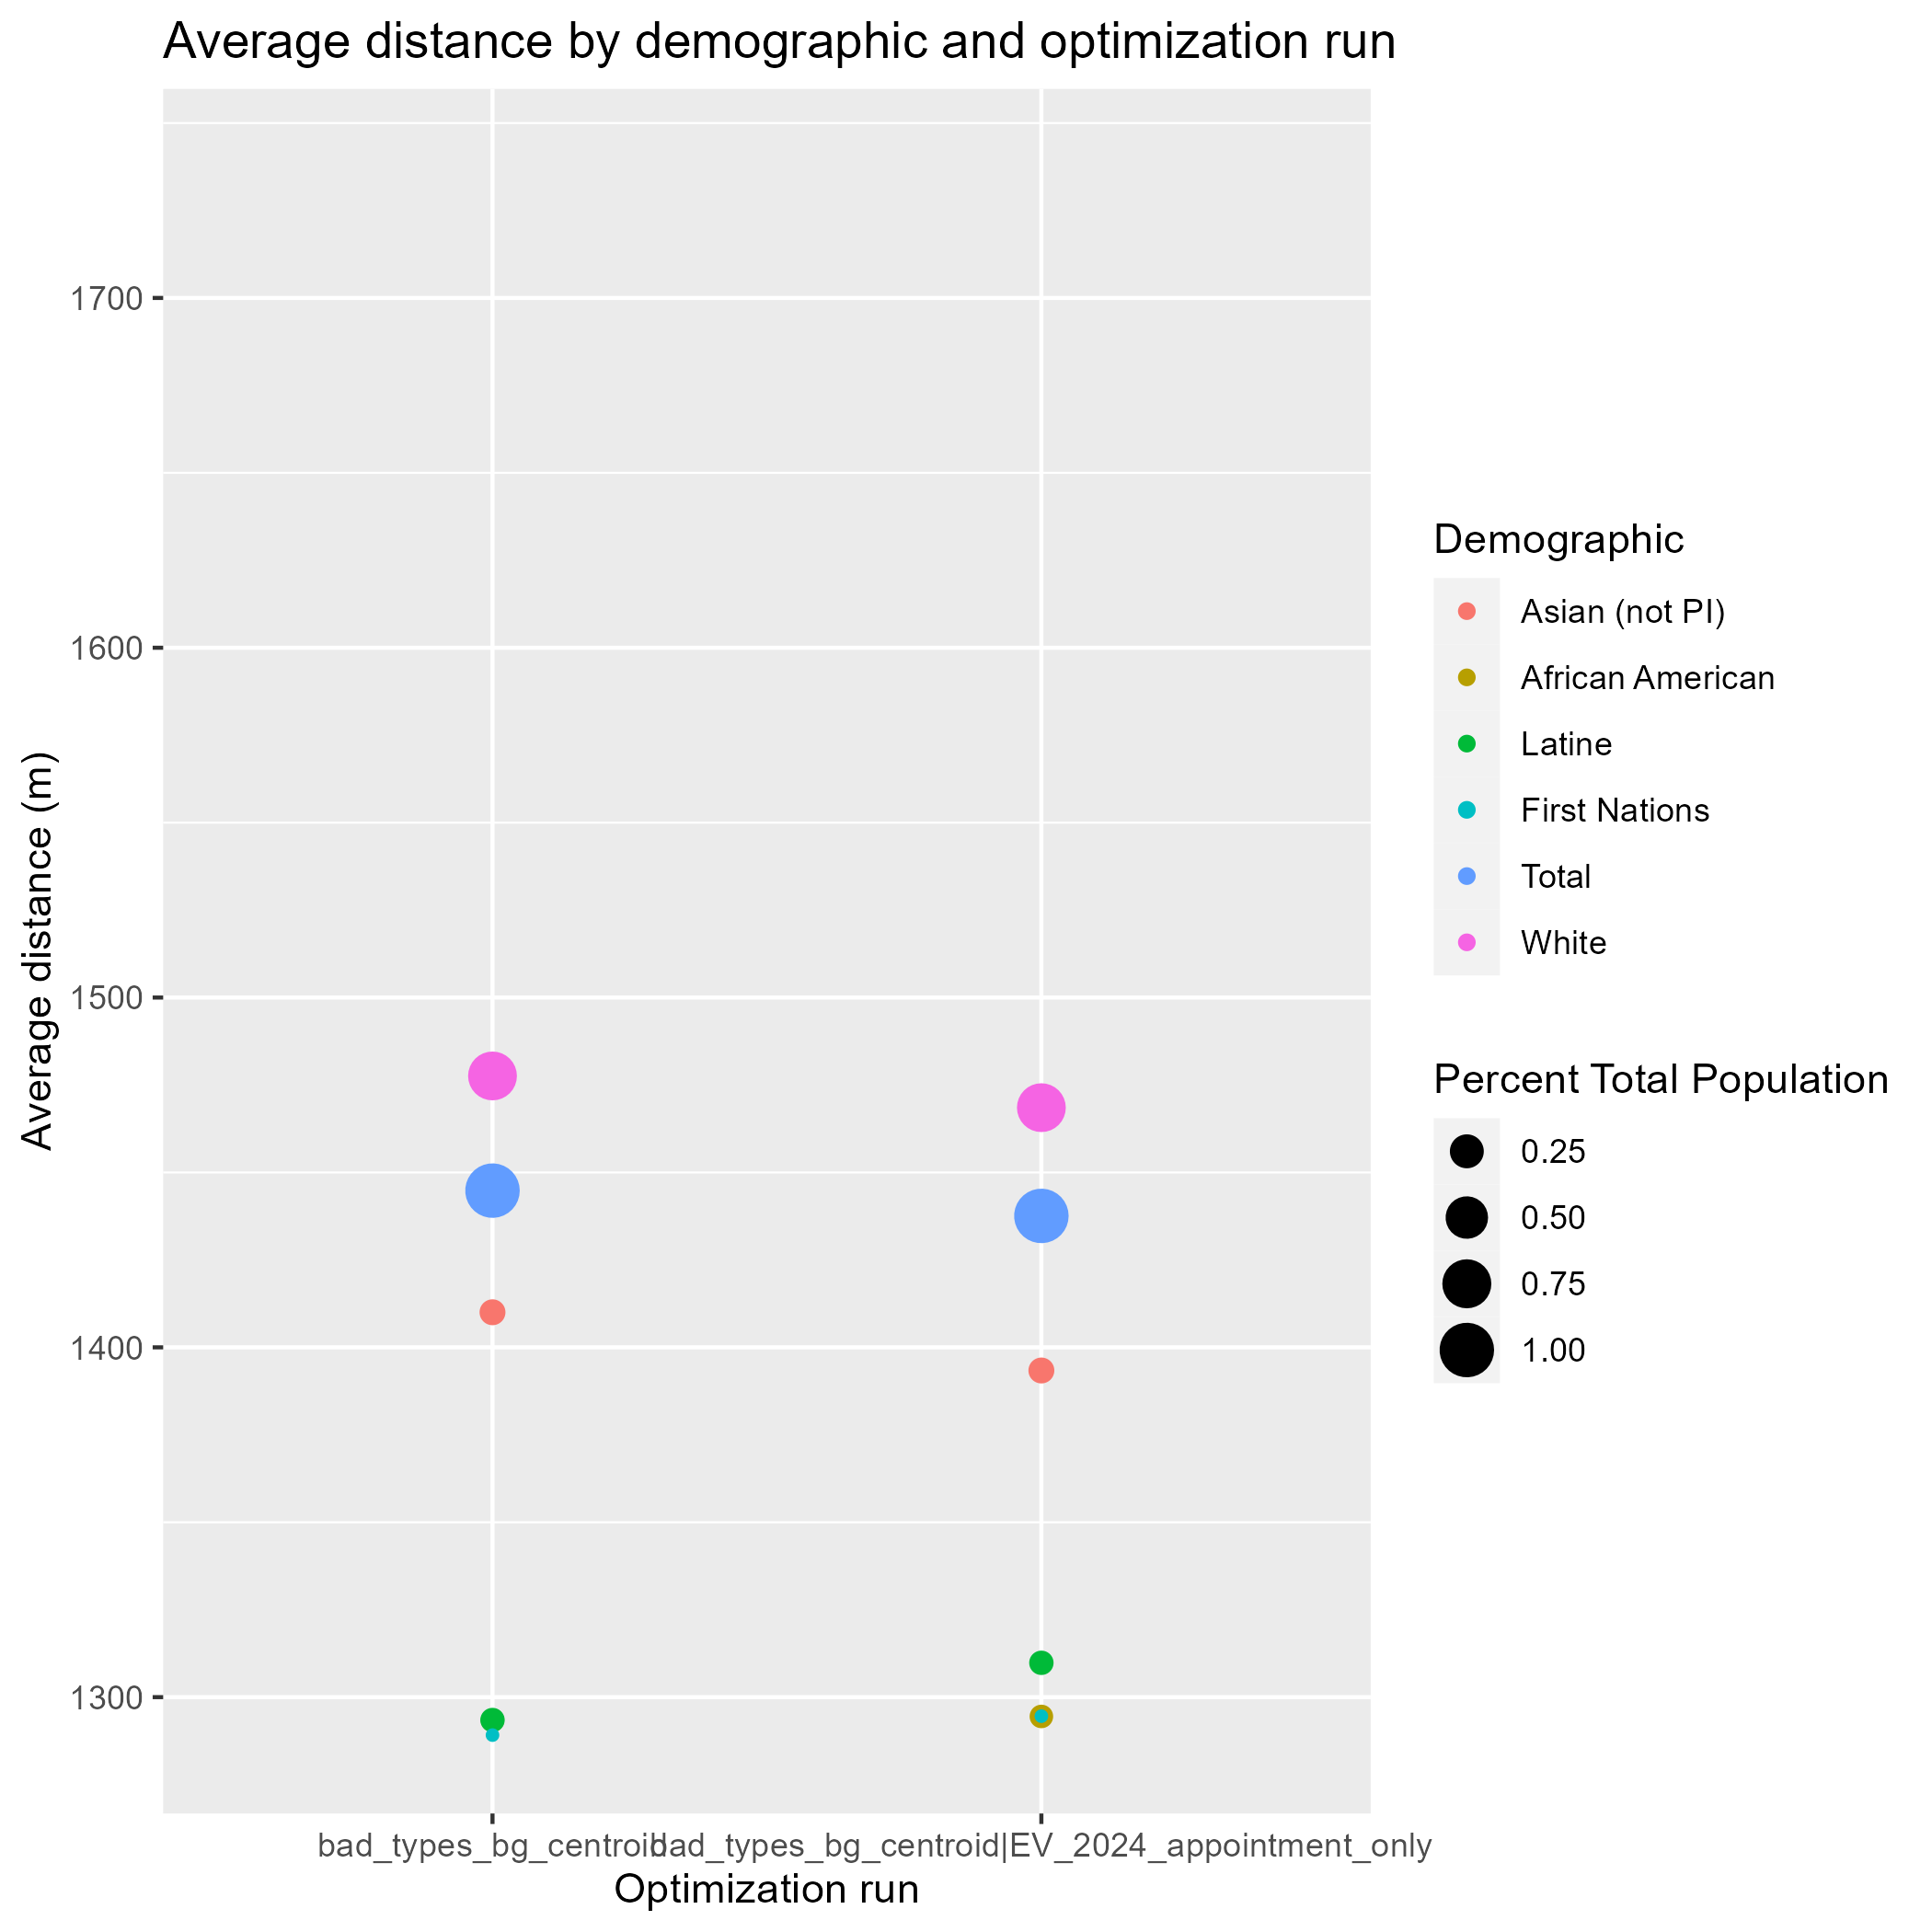 Average distance by demographic and optimization run
Average distance (m)
1700
1600
1500
1400
1300
bad_types_bg_centroid
bad_types_bg_centroid|EV_2024_appointment_only
Optimization run
Demographic
Asian (not PI)
African American
Latine
First Nations
Total
White
Percent Total Population
0.25
0.50
0.75
1.00